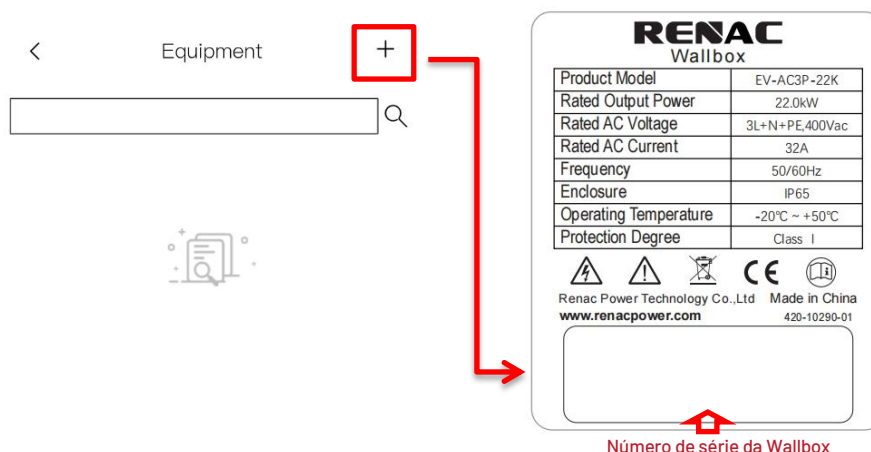 < Equipment +
RENAC
Wallbox
Product Model EV-AC3P-22K
Rated Output Power 22.0kW
Rated AC Voltage 3L+N+PE,400Vac
Rated AC Current 32A
Frequency 50/60Hz
Enclosure IP65
Operating Temperature -20℃ ~ +50℃
Protection Degree Class I
CE
Renac Power Technology Co.,Ltd Made in China
www.renacpower.com 420-10290-01
Número de série da Wallbox